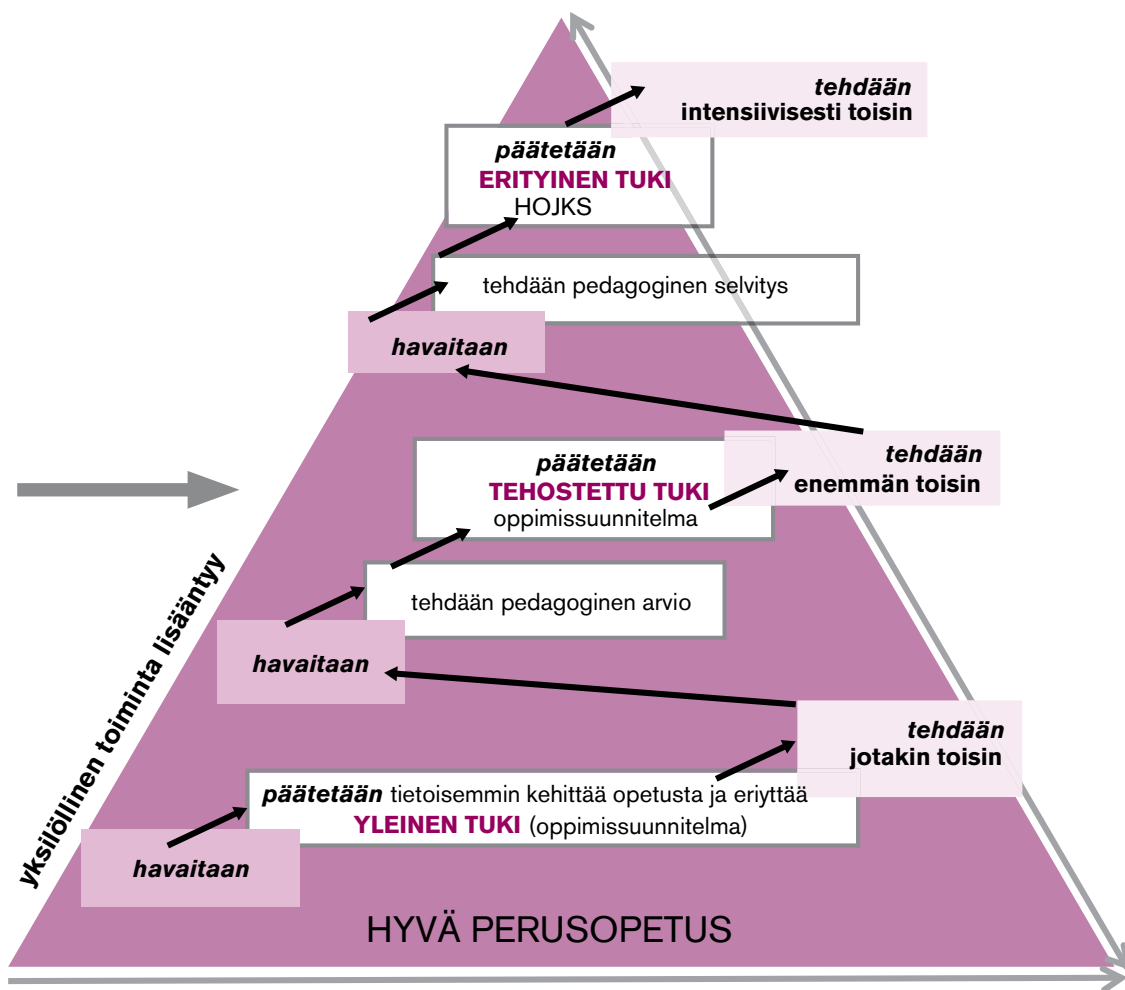 tehdään
intensiivisesti toisin
päätetään
ERITYINEN TUKI
HOJKS
tehdään pedagoginen selvitys
havaitaan
tehdään
enemmän toisin
päätetään
TEHOSTETTU TUKI
oppimissuunnitelma
tehdään pedagoginen arvio
havaitaan
yksilöllinen toiminta lisääntyy
tehdään
jotakin toisin
päätetään tietoisemmin kehittää opetusta ja eriyttää
YLEINEN TUKI (oppimissuunnitelma)
havaitaan
HYVÄ PERUSOPETUS